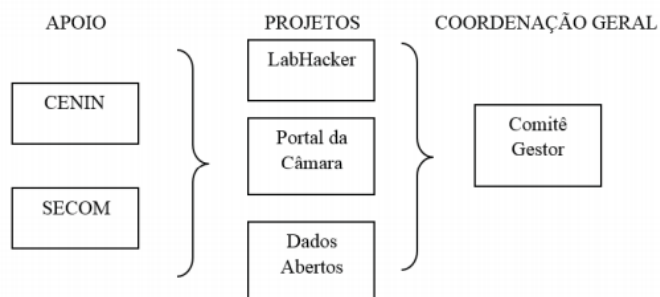 APOIO
PROJETOS
COORDENAÇÃO GERAL
CENIN
SECOM
LabHacker
Portal da
Câmara
Dados
Abertos
Comitê
Gestor